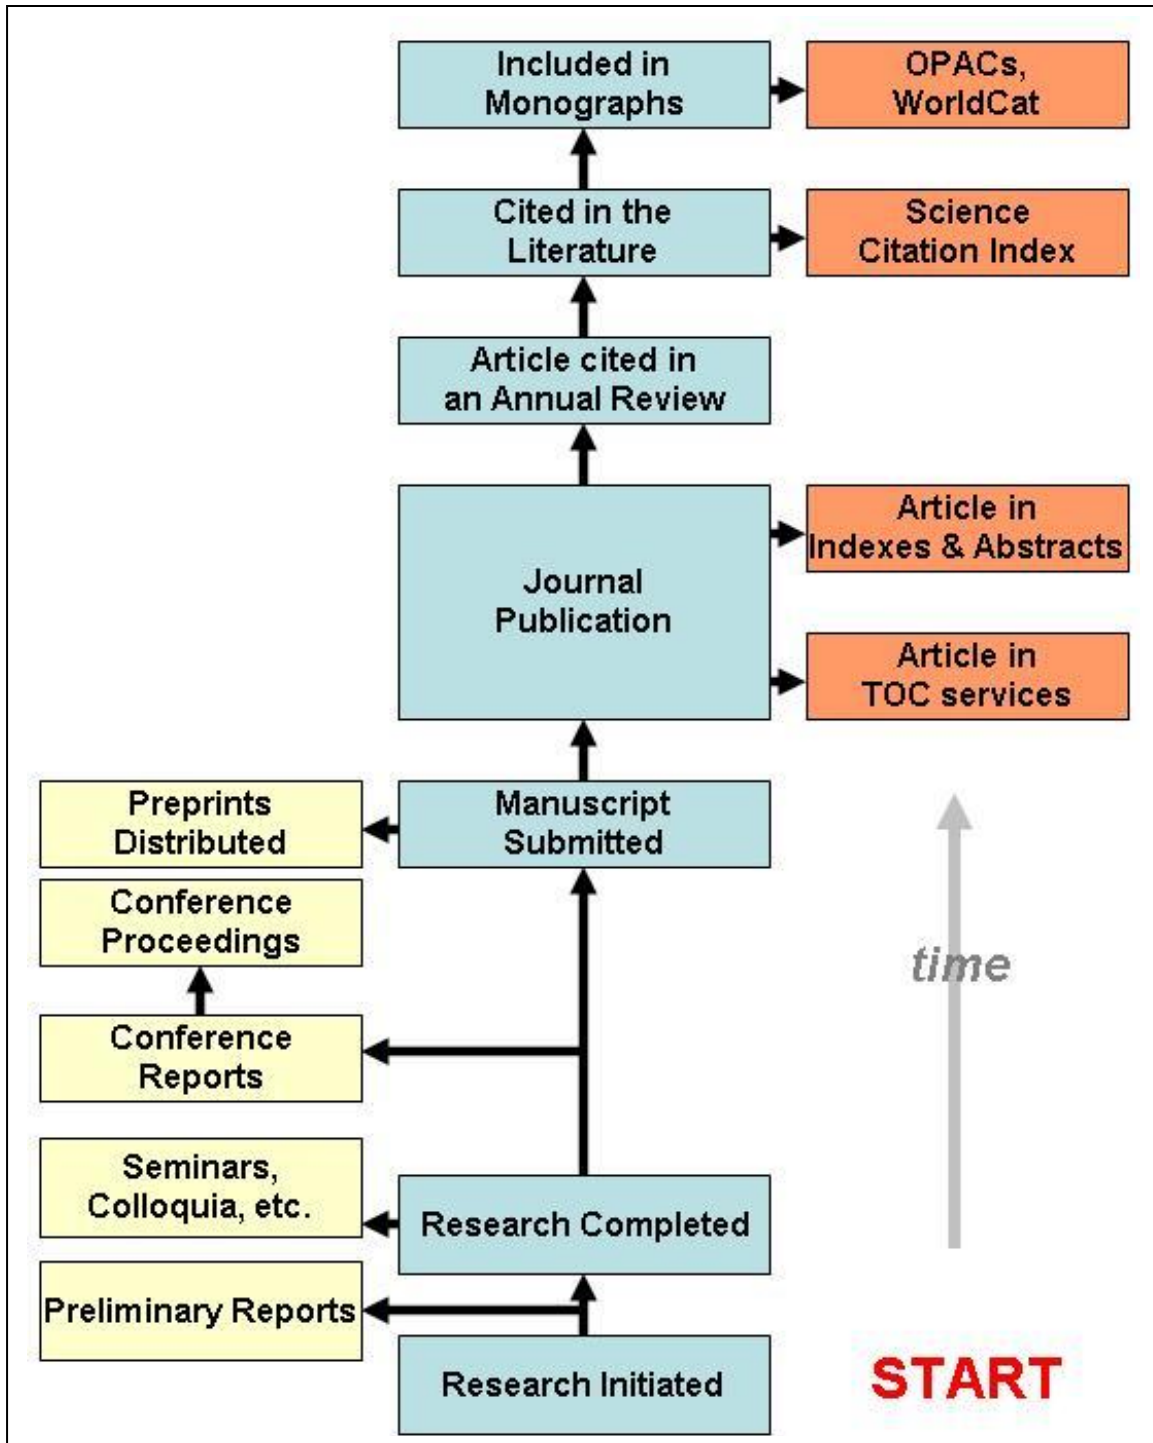 Included in
Monographs
OPACs,
WorldCat
Cited in the
Literature
Science
Citation Index
Article cited in
an Annual Review
Journal
Publication
Article in
Indexes & Abstracts
Article in
TOC services
Preprints
Distributed
Manuscript
Submitted
Conference
Proceedings
time
Conference
Reports
Seminars,
Colloquia, etc.
Research Completed
Preliminary Reports
Research Initiated
START